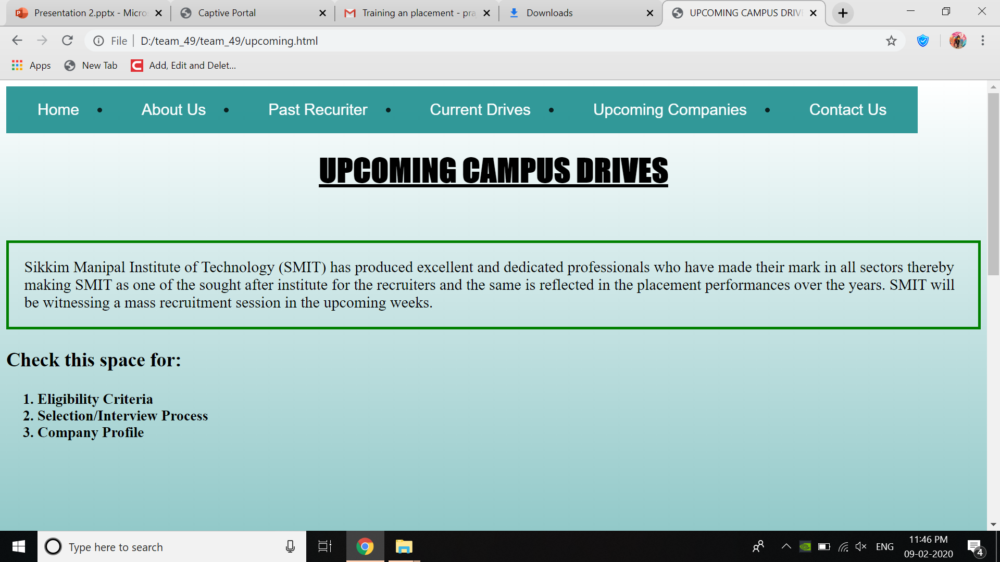 Presentation 2.pptx - Micros
Captive Portal
Training an placement - pra
Downloads
UPCOMING CAMPUS DRIVE
File
D:/team_49/team_49/upcoming.html
Apps
New Tab
Add, Edit and Delet...
Home • About Us • Past Recuriter • Current Drives • Upcoming Companies • Contact Us
UPCOMING CAMPUS DRIVES
Sikkim Manipal Institute of Technology (SMIT) has produced excellent and dedicated professionals who have made their mark in all sectors thereby
making SMIT as one of the sought after institute for the recruiters and the same is reflected in the placement performances over the years. SMIT will
be witnessing a mass recruitment session in the upcoming weeks.
Check this space for:
1. Eligibility Criteria
2. Selection/Interview Process
3. Company Profile
Type here to search
ENG
11:46 PM
09-02-2020
4